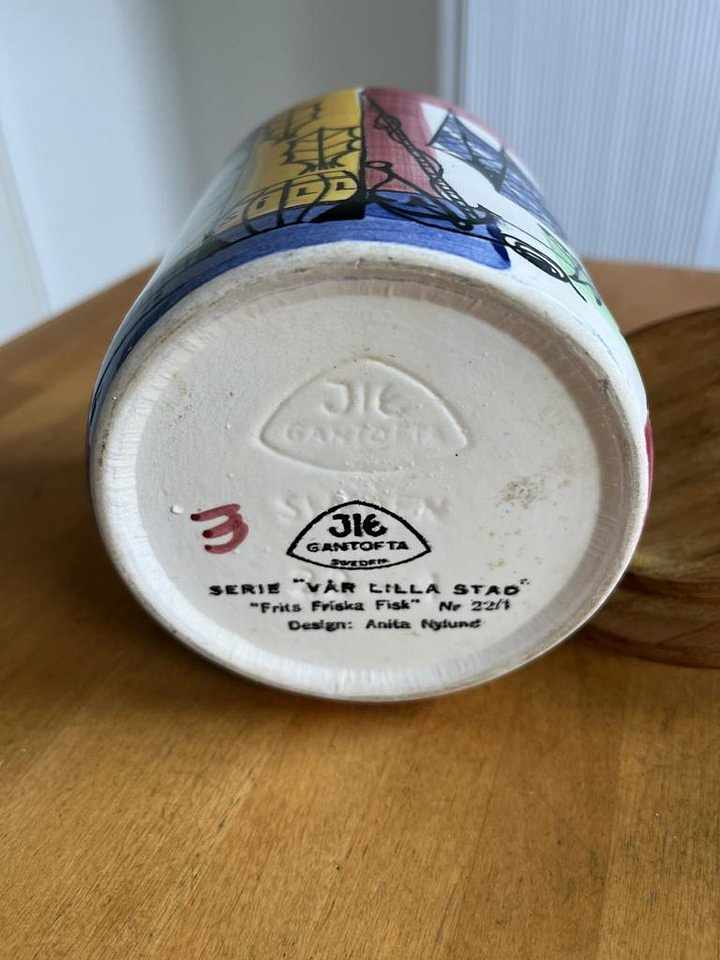 JIE
GANTOFTA
SWEDEN
3
JIE
GANTOFTA
SWEDEN
SERIE "VÅR LILLA STAD"
"Frits Friska Fisk" Nr 22/1
Design: Anita Nylund